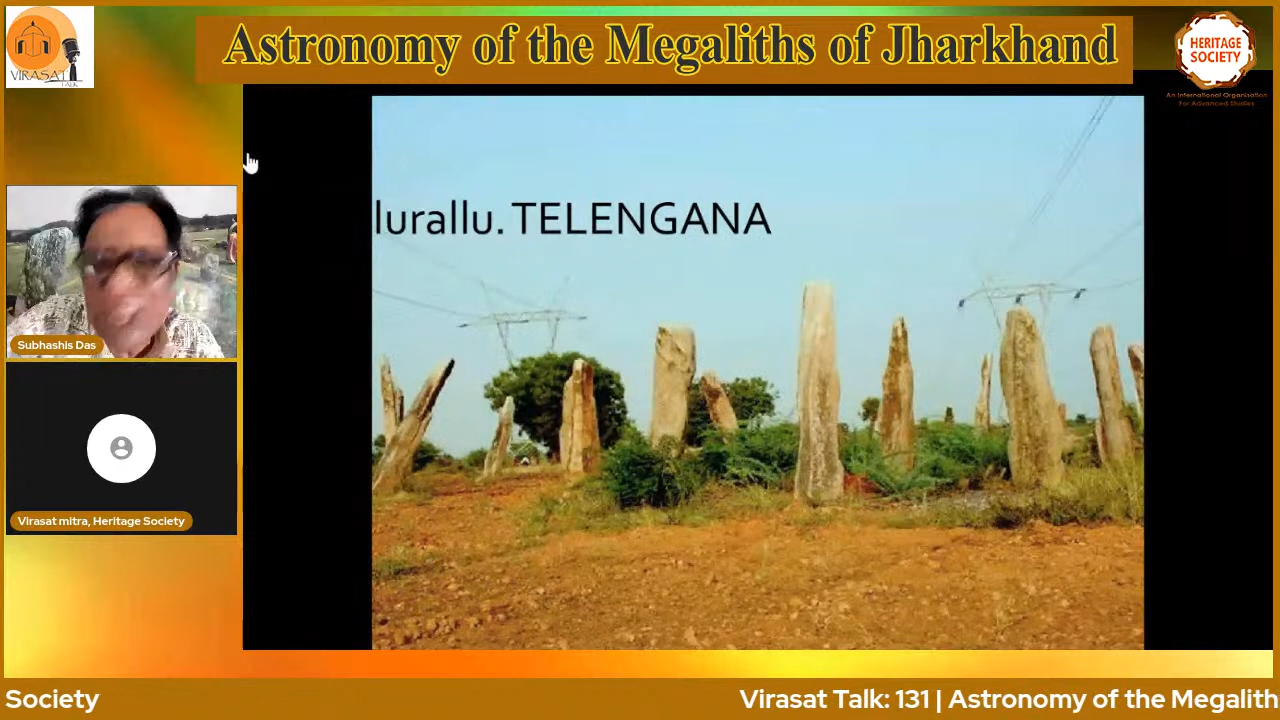 Astronomy of the Megaliths of Jharkhand
VIRASAT
TALK
HERITAGE
SOCIETY
An International Organisation
For Advanced Studies
lurallu. TELENGANA
Subhashis Das
Virasat mitra, Heritage Society
Society
Virasat Talk: 131 | Astronomy of the Megalith